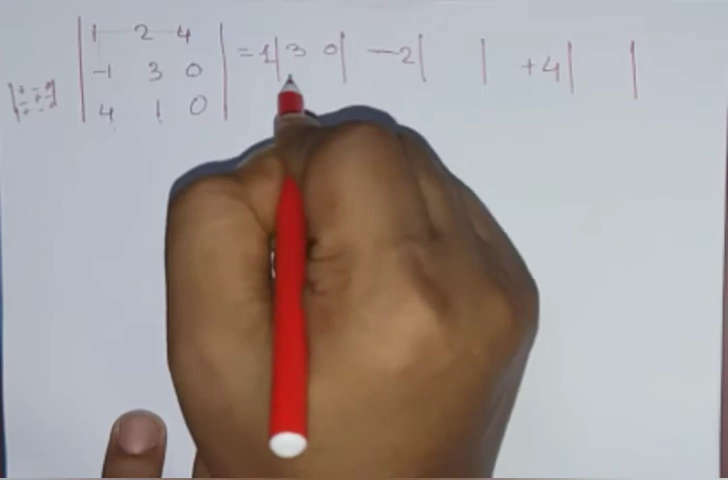 | 1 2 4 | = 1| 3 0 | -2| | +4| |
| -1 3 0 |
| 4 1 0 |